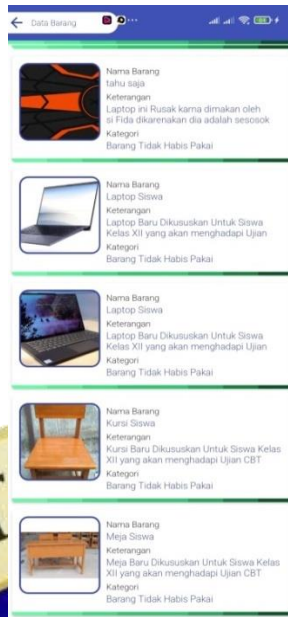 Data Barang
Nama Barang
tahu saja
Keterangan
Laptop ini Rusak karna dimakan oleh
si Fida dikarenakan dia adalah sesosok
Kategori
Barang Tidak Habis Pakai
Nama Barang
Laptop Siswa
Keterangan
Laptop Baru Dikususkan Untuk Siswa
Kelas XII yang akan menghadapi Ujian
Kategori
Barang Tidak Habis Pakai
Nama Barang
Laptop Siswa
Keterangan
Laptop Baru Dikususkan Untuk Siswa
Kelas XII yang akan menghadapi Ujian
Kategori
Barang Tidak Habis Pakai
Nama Barang
Kursi Siswa
Keterangan
Kursi Baru Dikususkan Untuk Siswa Kelas
XII yang akan menghadapi Ujian CBT
Kategori
Barang Tidak Habis Pakai
Nama Barang
Meja Siswa
Keterangan
Meja Baru Dikususkan Untuk Siswa Kelas
XII yang akan menghadapi Ujian CBT
Kategori
Barang Tidak Habis Pakai